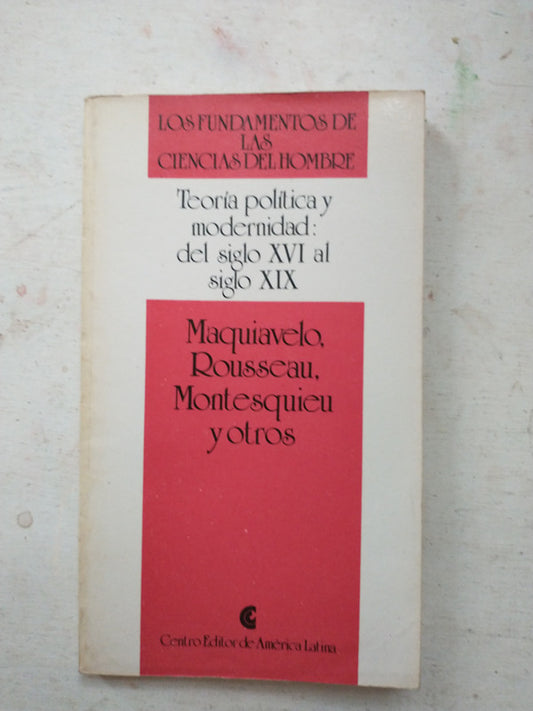 LOS FUNDAMENTOS DE
LAS
CIENCIAS DEL HOMBRE
Teoría política y
modernidad:
del siglo XVI al
siglo XIX
Maquiavelo,
Rousseau,
Montesquieu
y otros
Centro Editor de América Latina